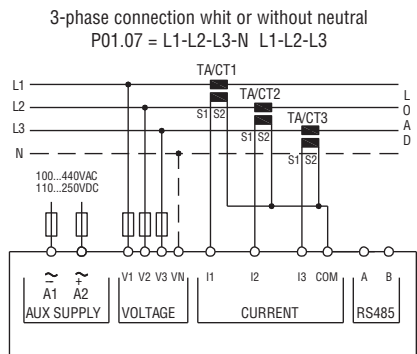 3-phase connection whit or without neutral
P01.07 = L1-L2-L3-N L1-L2-L3
TA/CT1
L1
S1 S2
TA/CT2
L2
S1 S2
TA/CT3
L3
S1 S2
N
L
O
A
D
100...440VAC
110...250VDC
~ ~
– +
A1 A2
V1 V2 V3 VN
I1 I2 I3 COM
A B
AUX SUPPLY
VOLTAGE
CURRENT
RS485